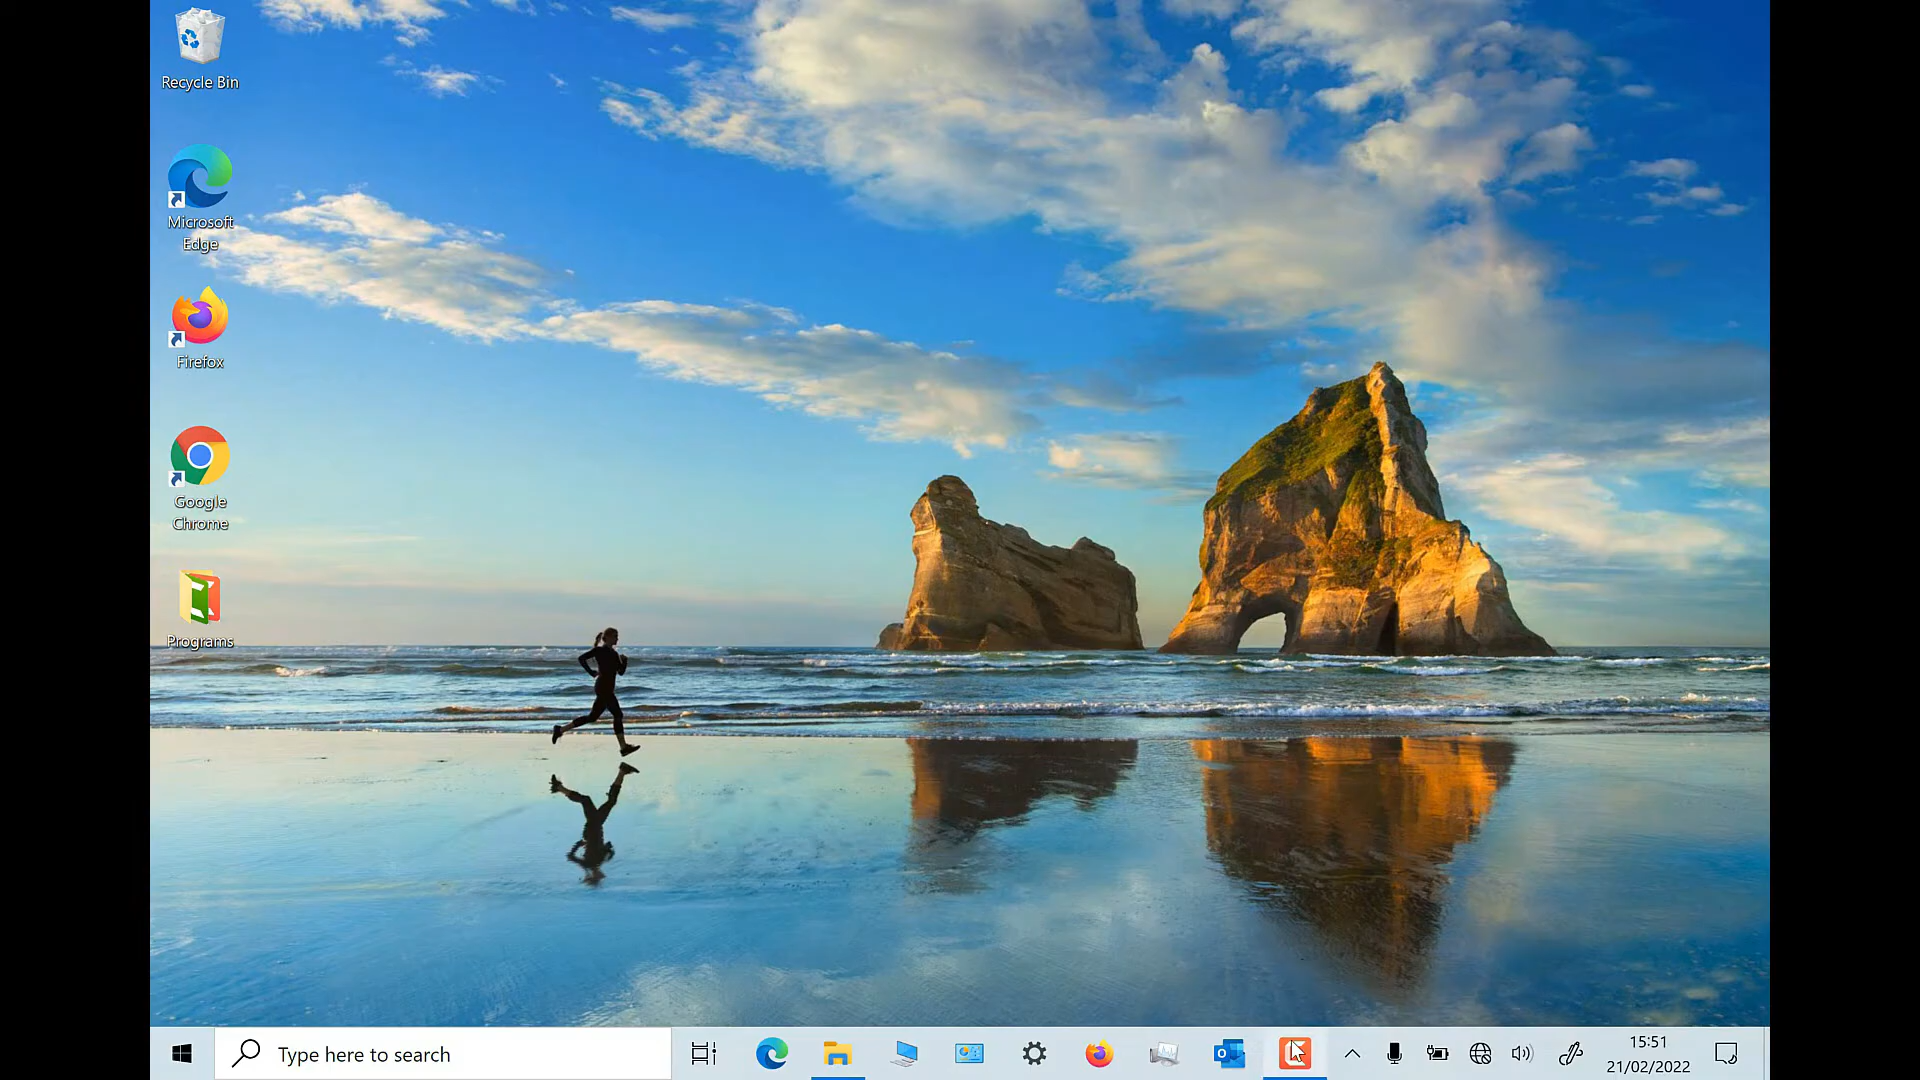 Recycle Bin
Microsoft
Edge
Firefox
Google
Chrome
Programs
Type here to search
15:51
21/02/2022